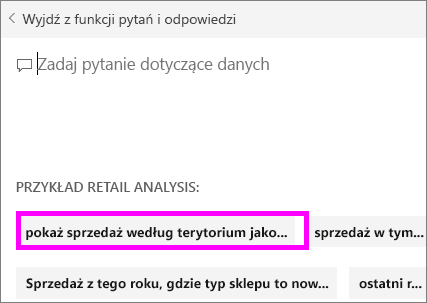 Wyjdź z funkcji pytań i odpowiedzi
Zadaj pytanie dotyczące danych
PRZYKŁAD RETAIL ANALYSIS:
pokaż sprzedaż według terytorium jako... sprzedaż w tym...
Sprzedaż z tego roku, gdzie typ sklepu to now... ostatni r...